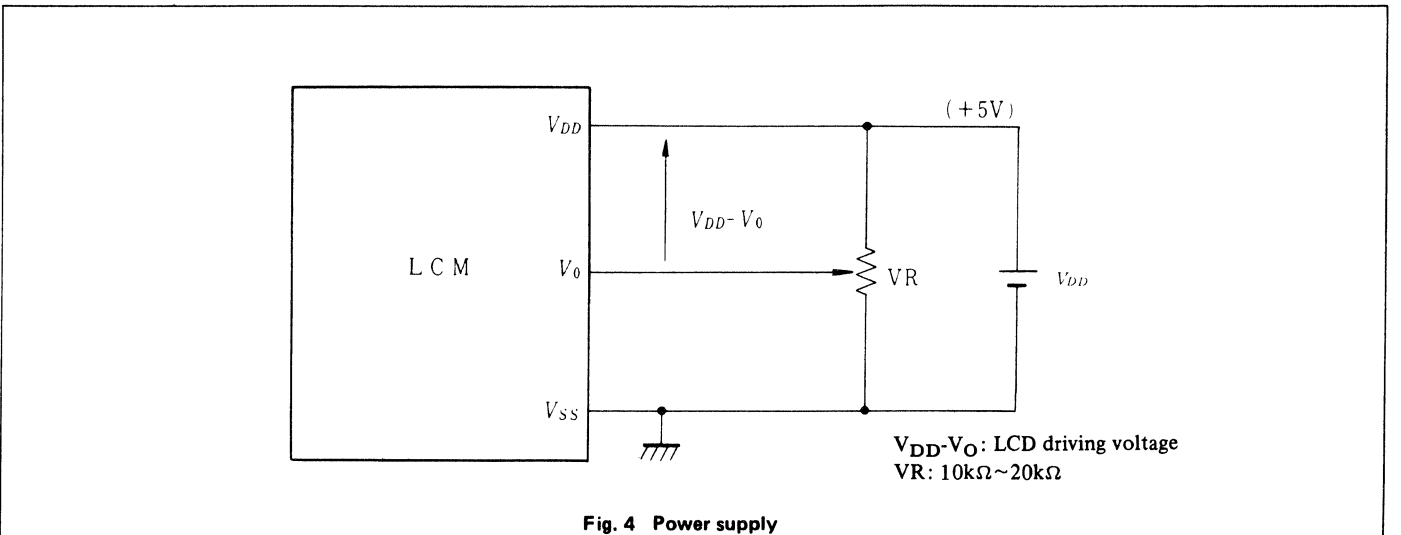 (+5V)
VDD
VDD-V0
LCM
V0
VR
VDD
VSS
VDD-VO: LCD driving voltage
VR: 10kΩ~20kΩ
Fig. 4 Power supply